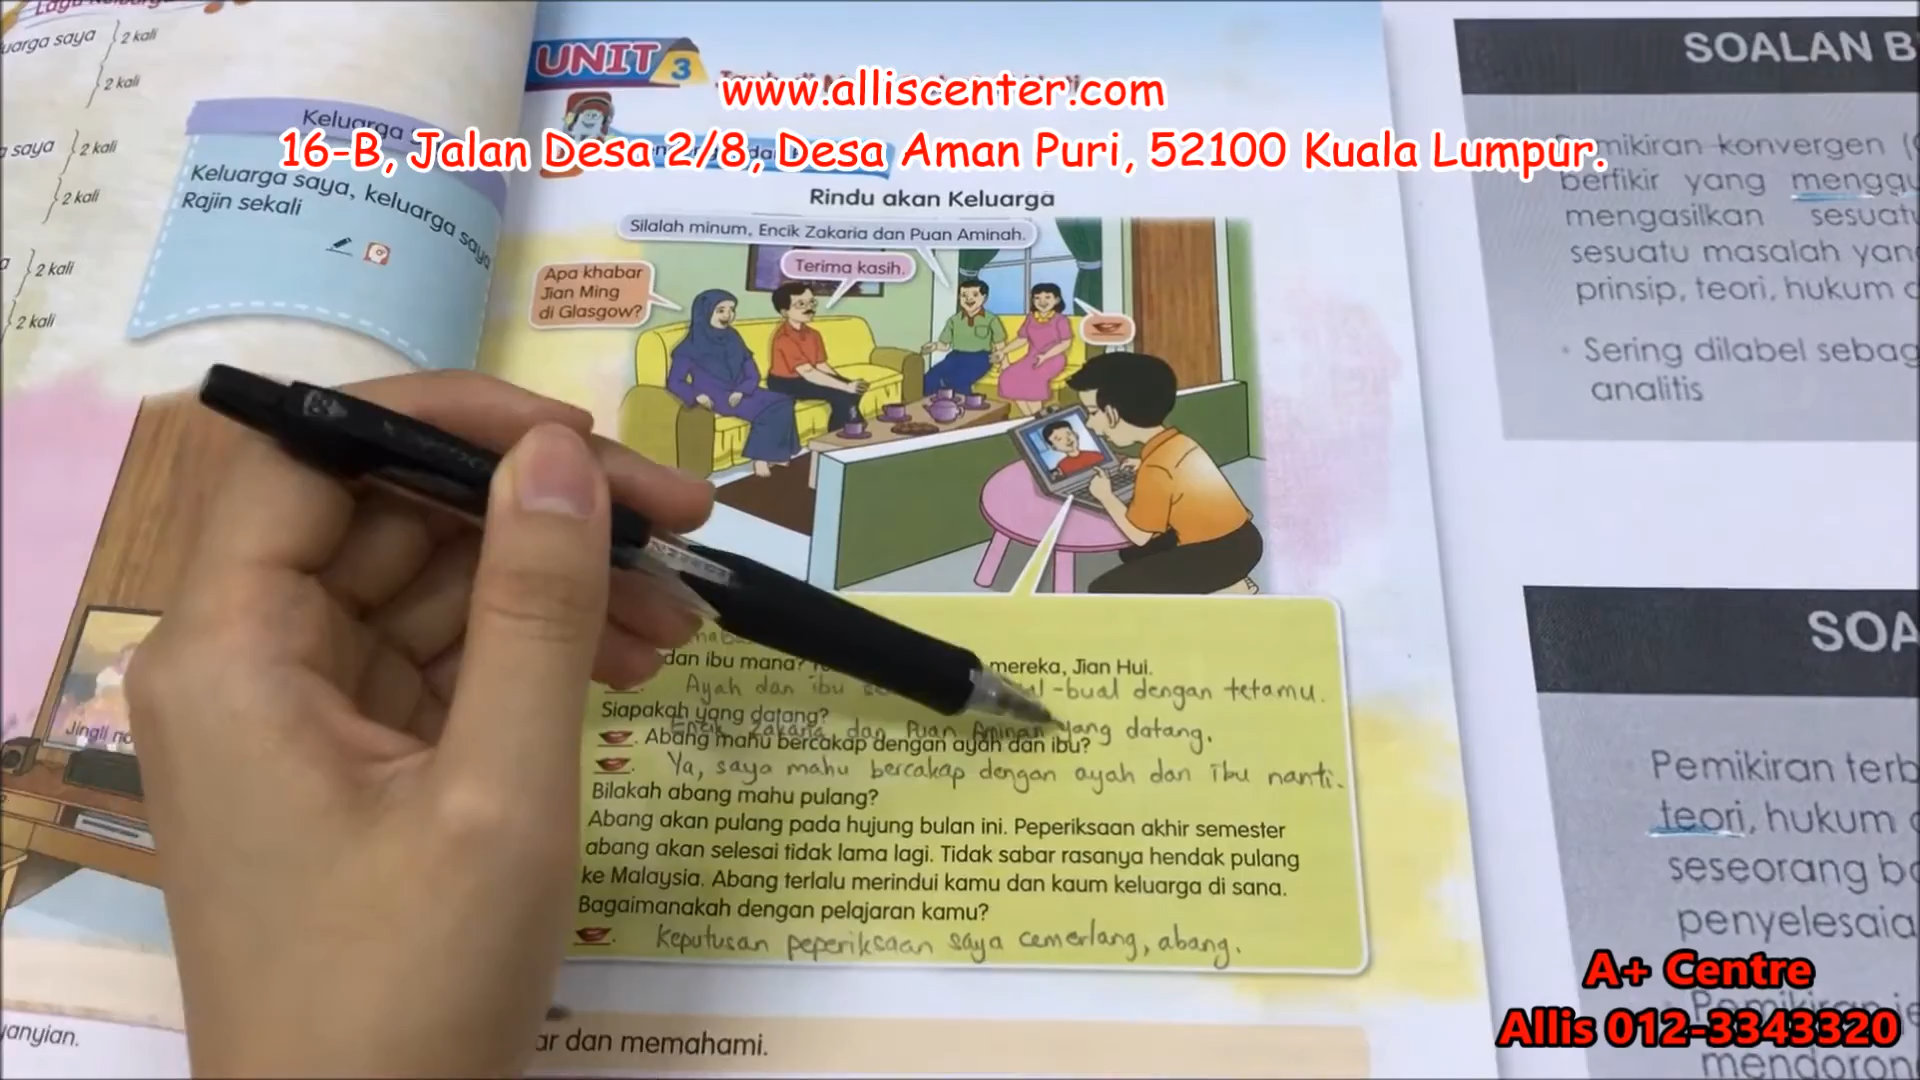 www.alliscenter.com
16-B, Jalan Desa 2/8, Desa Aman Puri, 52100 Kuala Lumpur.
uarga saya
2 kali
2 kali
saya
2 kali
2 kali
2 kali
2 kali
Keluarga
Keluarga saya, keluarga saya
Rajin sekali
Jingli
yanyian.
UNIT 3
Rindu akan Keluarga
Silalah minum, Encik Zakaria dan Puan Aminah.
Terima kasih.
Apa khabar
Jian Ming
di Glasgow?
dan ibu mana?
mereka, Jian Hui.
Ayah dan ibu
-bual dengan tetamu.
Siapakah yang datang?
Encik Zakaria dan Puan Aminah yang datang.
Abang mahu bercakap dengan ayah dan ibu?
Ya, saya mahu bercakap dengan ayah dan ibu nanti.
Bilakah abang mahu pulang?
Abang akan pulang pada hujung bulan ini. Peperiksaan akhir semester
abang akan selesai tidak lama lagi. Tidak sabar rasanya hendak pulang
ke Malaysia. Abang terlalu merindui kamu dan kaum keluarga di sana.
Bagaimanakah dengan pelajaran kamu?
Keputusan peperiksaan saya cemerlang, abang.
ar dan memahami.
SOALAN B
mikiran konvergen
berfikir yang menggu
mengasilkan sesuatu
sesuatu masalah yan
prinsip, teori, hukum
• Sering dilabel sebag
analitis
SOA
Pemikiran terb
teori, hukum
seseorang ba
penyelesaia
mendoron
A+ Centre
Allis 012-3343320